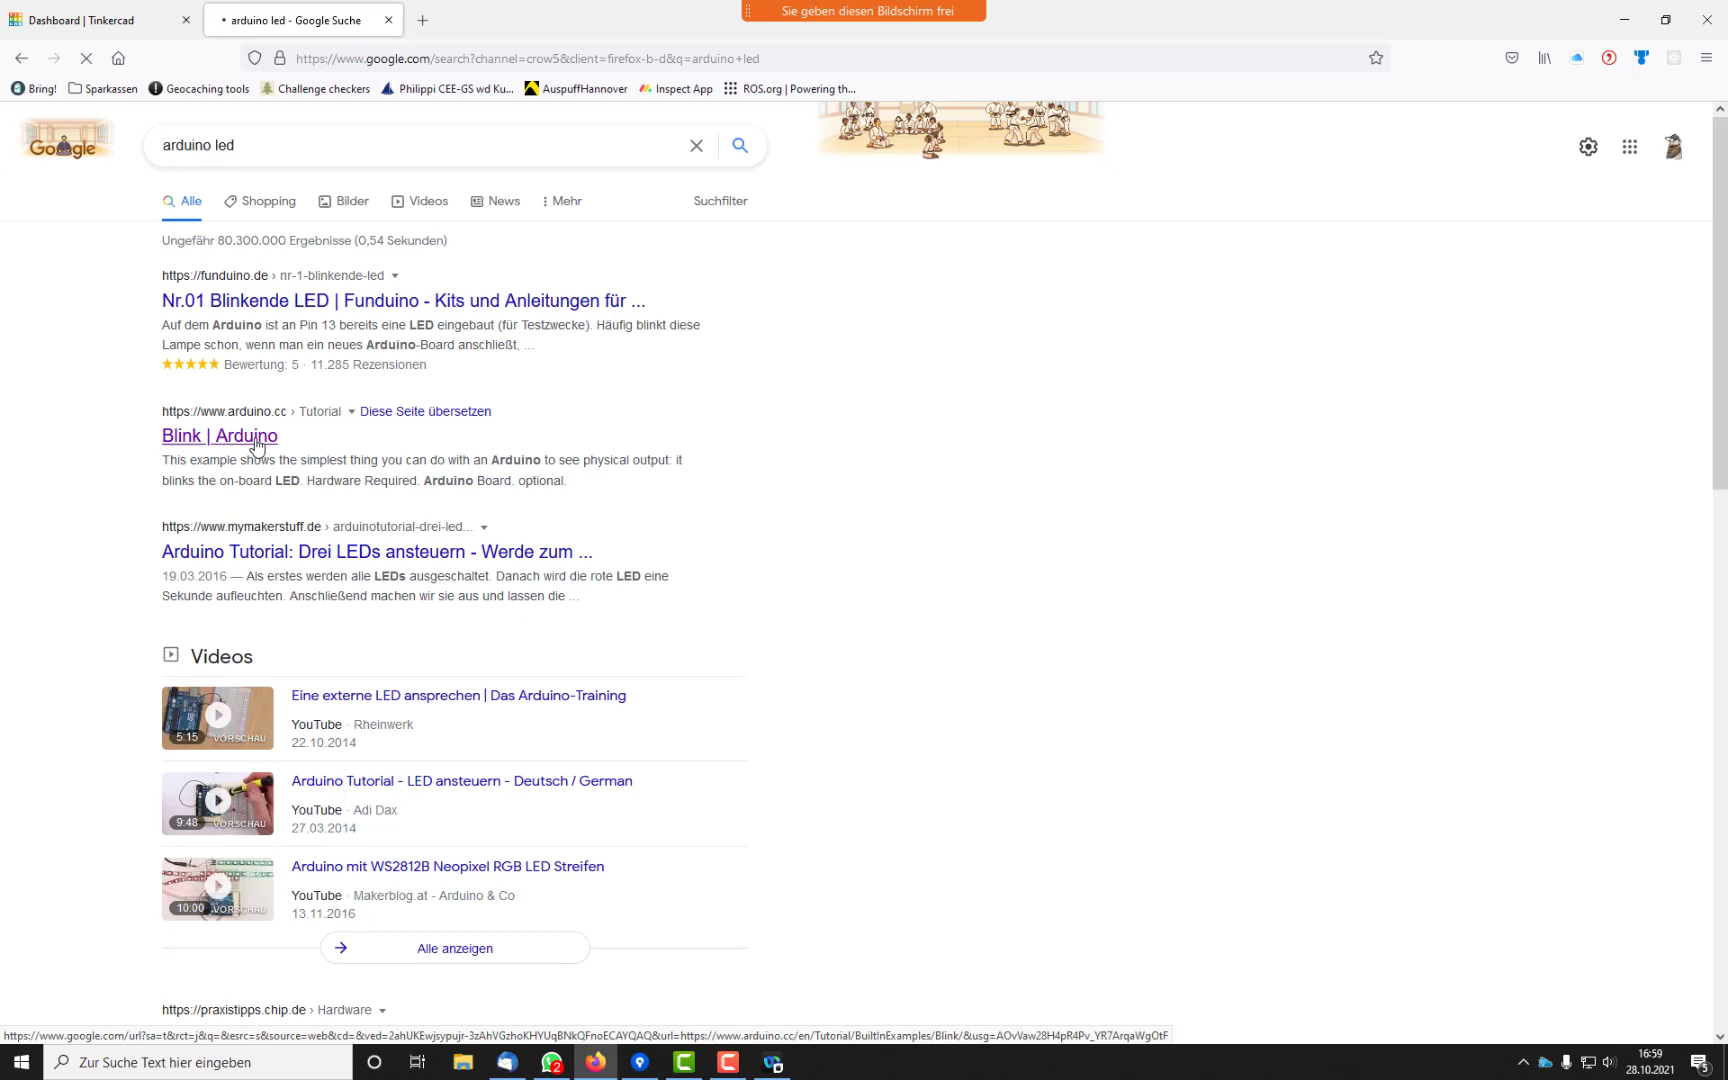 Dashboard | Tinkercad
arduino led - Google Suche
Sie geben diesen Bildschirm frei
https://www.google.com/search?channel=crow5&client=firefox-b-d&q=arduino+led
Bring!
Sparkassen
Geocaching tools
Challenge checkers
Philippi CEE-GS wd Ku...
AuspuffHannover
Inspect App
ROS.org | Powering th...
Google
arduino led
Alle
Shopping
Bilder
Videos
News
Mehr
Suchfilter
Ungefähr 80.300.000 Ergebnisse (0,54 Sekunden)
https://funduino.de › nr-1-blinkende-led
Nr.01 Blinkende LED | Funduino - Kits und Anleitungen für ...
Auf dem Arduino ist an Pin 13 bereits eine LED eingebaut (für Testzwecke). Häufig blinkt diese
Lampe schon, wenn man ein neues Arduino-Board anschließt, ...
Bewertung: 5 · 11.285 Rezensionen
https://www.arduino.cc › Tutorial Diese Seite übersetzen
Blink | Arduino
This example shows the simplest thing you can do with an Arduino to see physical output: it
blinks the on-board LED. Hardware Required. Arduino Board. optional.
https://www.mymakerstuff.de › arduinotutorial-drei-led...
Arduino Tutorial: Drei LEDs ansteuern - Werde zum ...
19.03.2016 — Als erstes werden alle LEDs ausgeschaltet. Danach wird die rote LED eine
Sekunde aufleuchten. Anschließend machen wir sie aus und lassen die ...
Videos
5:15 VORSCHAU
Eine externe LED ansprechen | Das Arduino-Training
YouTube · Rheinwerk
22.10.2014
9:48 VORSCHAU
Arduino Tutorial - LED ansteuern - Deutsch / German
YouTube · Adi Dax
27.03.2014
10:00 VORSCHAU
Arduino mit WS2812B Neopixel RGB LED Streifen
YouTube · Makerblog.at - Arduino & Co
13.11.2016
Alle anzeigen
https://praxistipps.chip.de › Hardware
https://www.google.com/url?sa=t&rct=j&q=&esrc=s&source=web&cd=&ved=2ahUKEwjsypujr-3zAhVGzhoKHYUqBNkQFnoECAYQAQ&url=https://www.arduino.cc/en/Tutorial/BuiltInExamples/Blink/&usg=AOvVaw28H4pR4Pv_YR7ArqaWgOtF
Zur Suche Text hier eingeben
2
16:59
28.10.2021
5